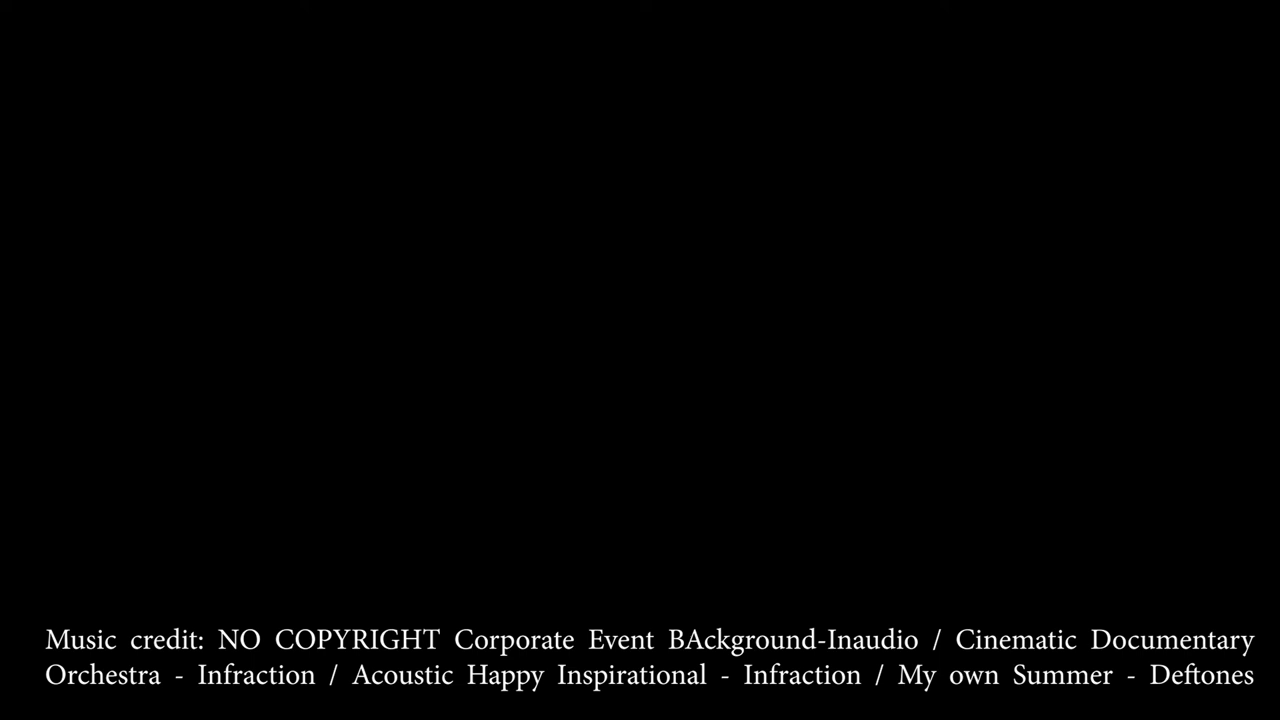 Music credit: NO COPYRIGHT Corporate Event BAckground-Inaudio / Cinematic Documentary
Orchestra - Infraction / Acoustic Happy Inspirational - Infraction / My own Summer - Deftones